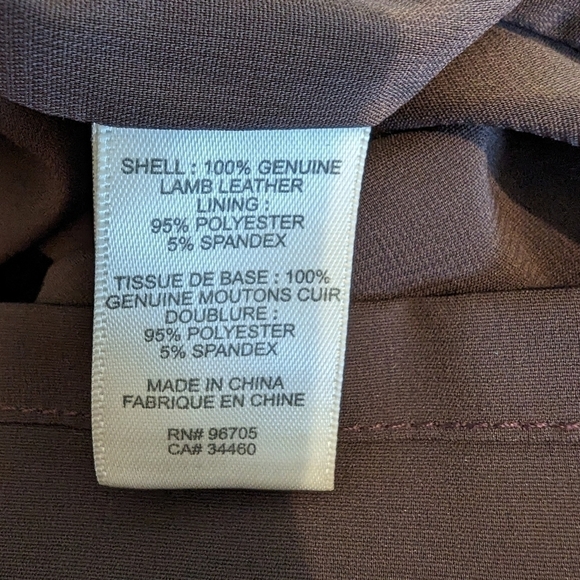 SHELL : 100% GENUINE
LAMB LEATHER
LINING :
95% POLYESTER
5% SPANDEX
TISSUE DE BASE : 100%
GENUINE MOUTONS CUIR
DOUBLURE :
95% POLYESTER
5% SPANDEX
MADE IN CHINA
FABRIQUE EN CHINE
RN# 96705
CA# 34460